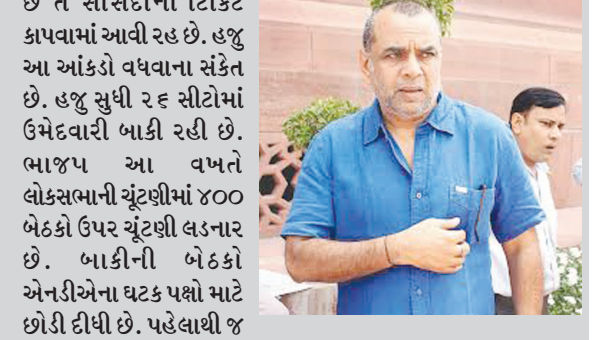 છે તે સાંસદોની ટિકિટ
કાપવામાં આવી રહ છે. હજુ
આ આંકડો વધવાના સંકેત
છે. હજુ સુધી ૨૬ સીટોમાં
ઉમેદવારી બાકી રહી છે.
ભાજપ આ વખતે
લોકસભાની ચૂંટણીમાં ૪૦૦
બેઠકો ઉપર ચૂંટણી લડનાર
છે. બાકીની બેઠકો
એનડીએના ઘટક પક્ષો માટે
છોડી દીધી છે. પહેલાથી જ